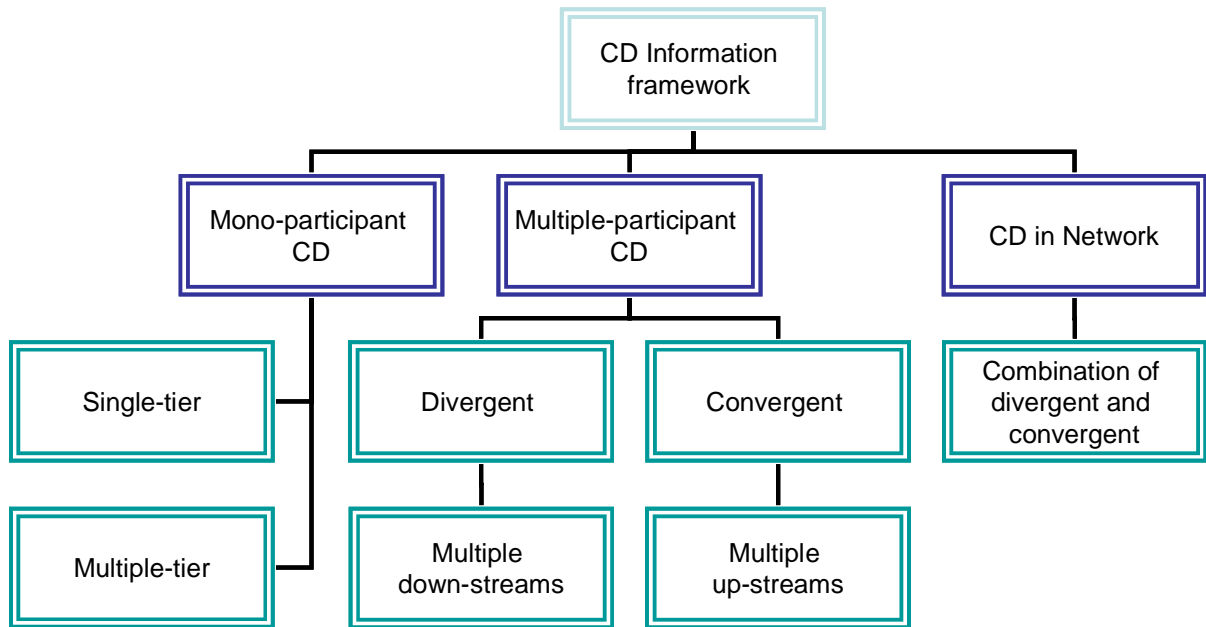 CD Information
framework
Mono-participant
CD
Multiple-participant
CD
CD in Network
Single-tier
Divergent
Convergent
Combination of
divergent and
convergent
Multiple-tier
Multiple
down-streams
Multiple
up-streams